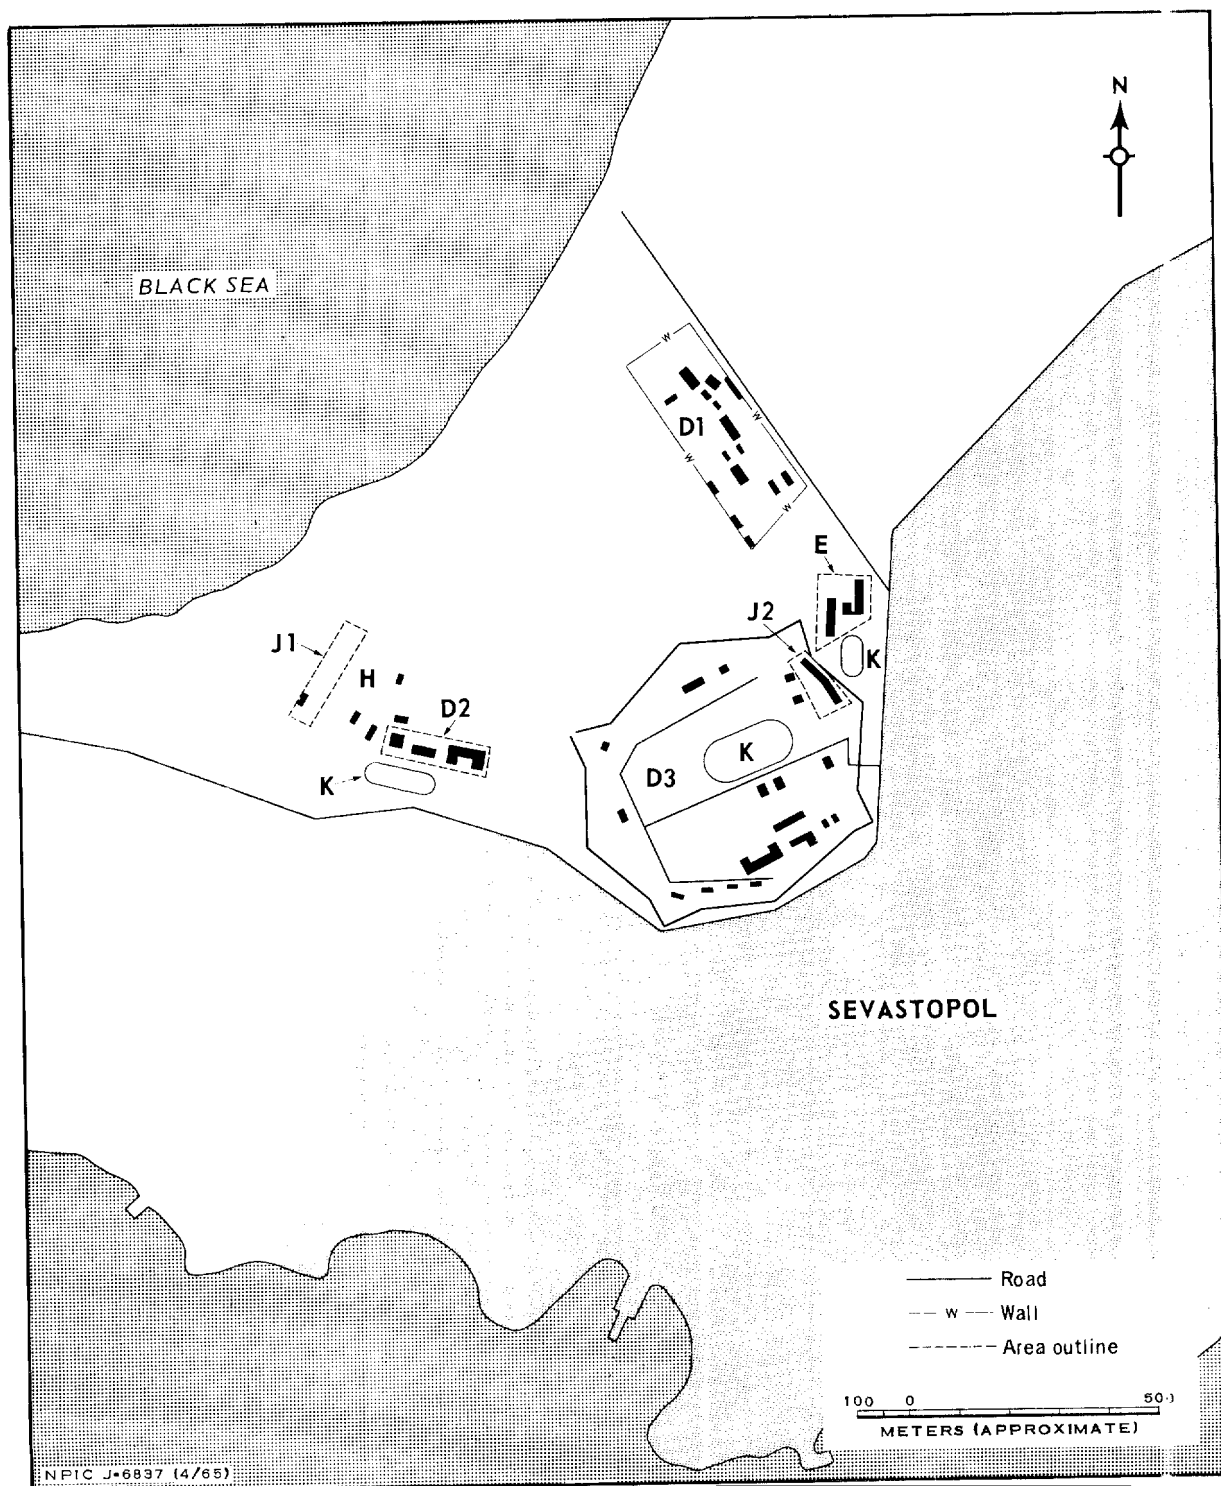 N
BLACK SEA
W
W
D1
W
W
E
J2
J1
K
H
D2
K
D3
K
SEVASTOPOL
Road
W Wall
Area outline
100 0 500
METERS (APPROXIMATE)
NPIC J-6837 (4/65)